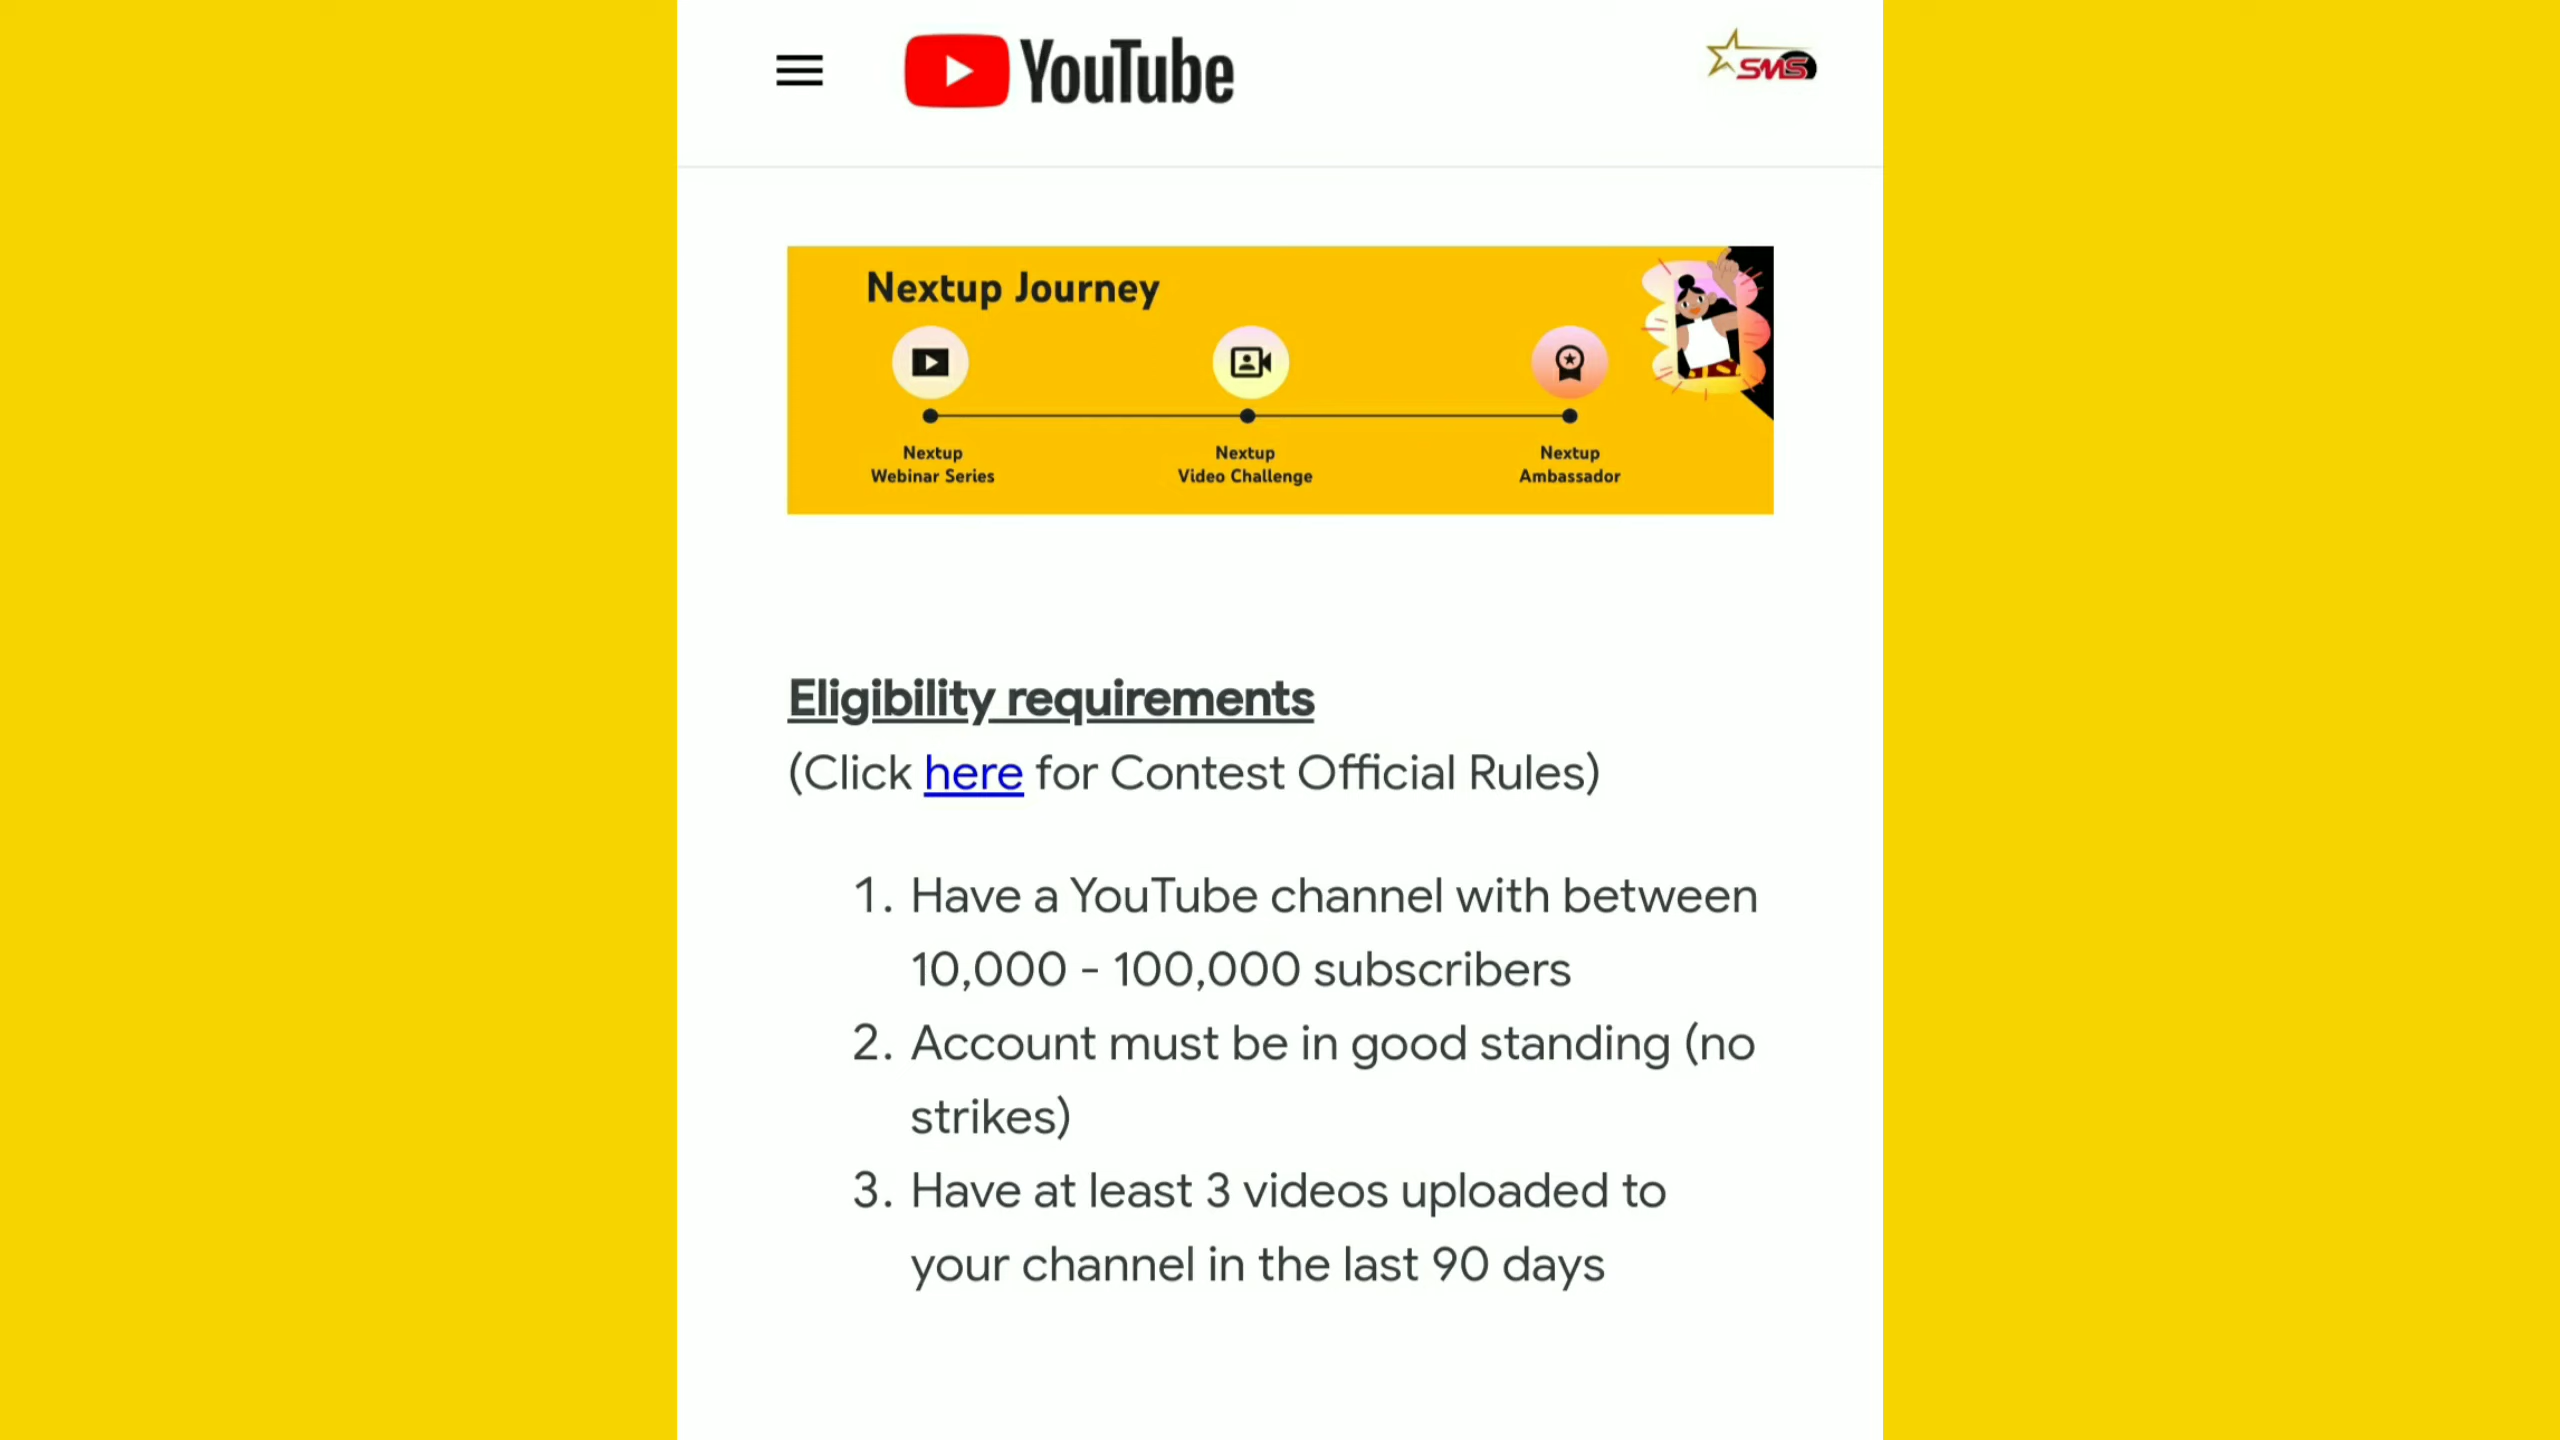 YouTube
SMS
Nextup Journey
Nextup
Webinar Series
Nextup
Video Challenge
Nextup
Ambassador
Eligibility requirements
(Click here for Contest Official Rules)
1. Have a YouTube channel with between
10,000 - 100,000 subscribers
2. Account must be in good standing (no
strikes)
3. Have at least 3 videos uploaded to
your channel in the last 90 days